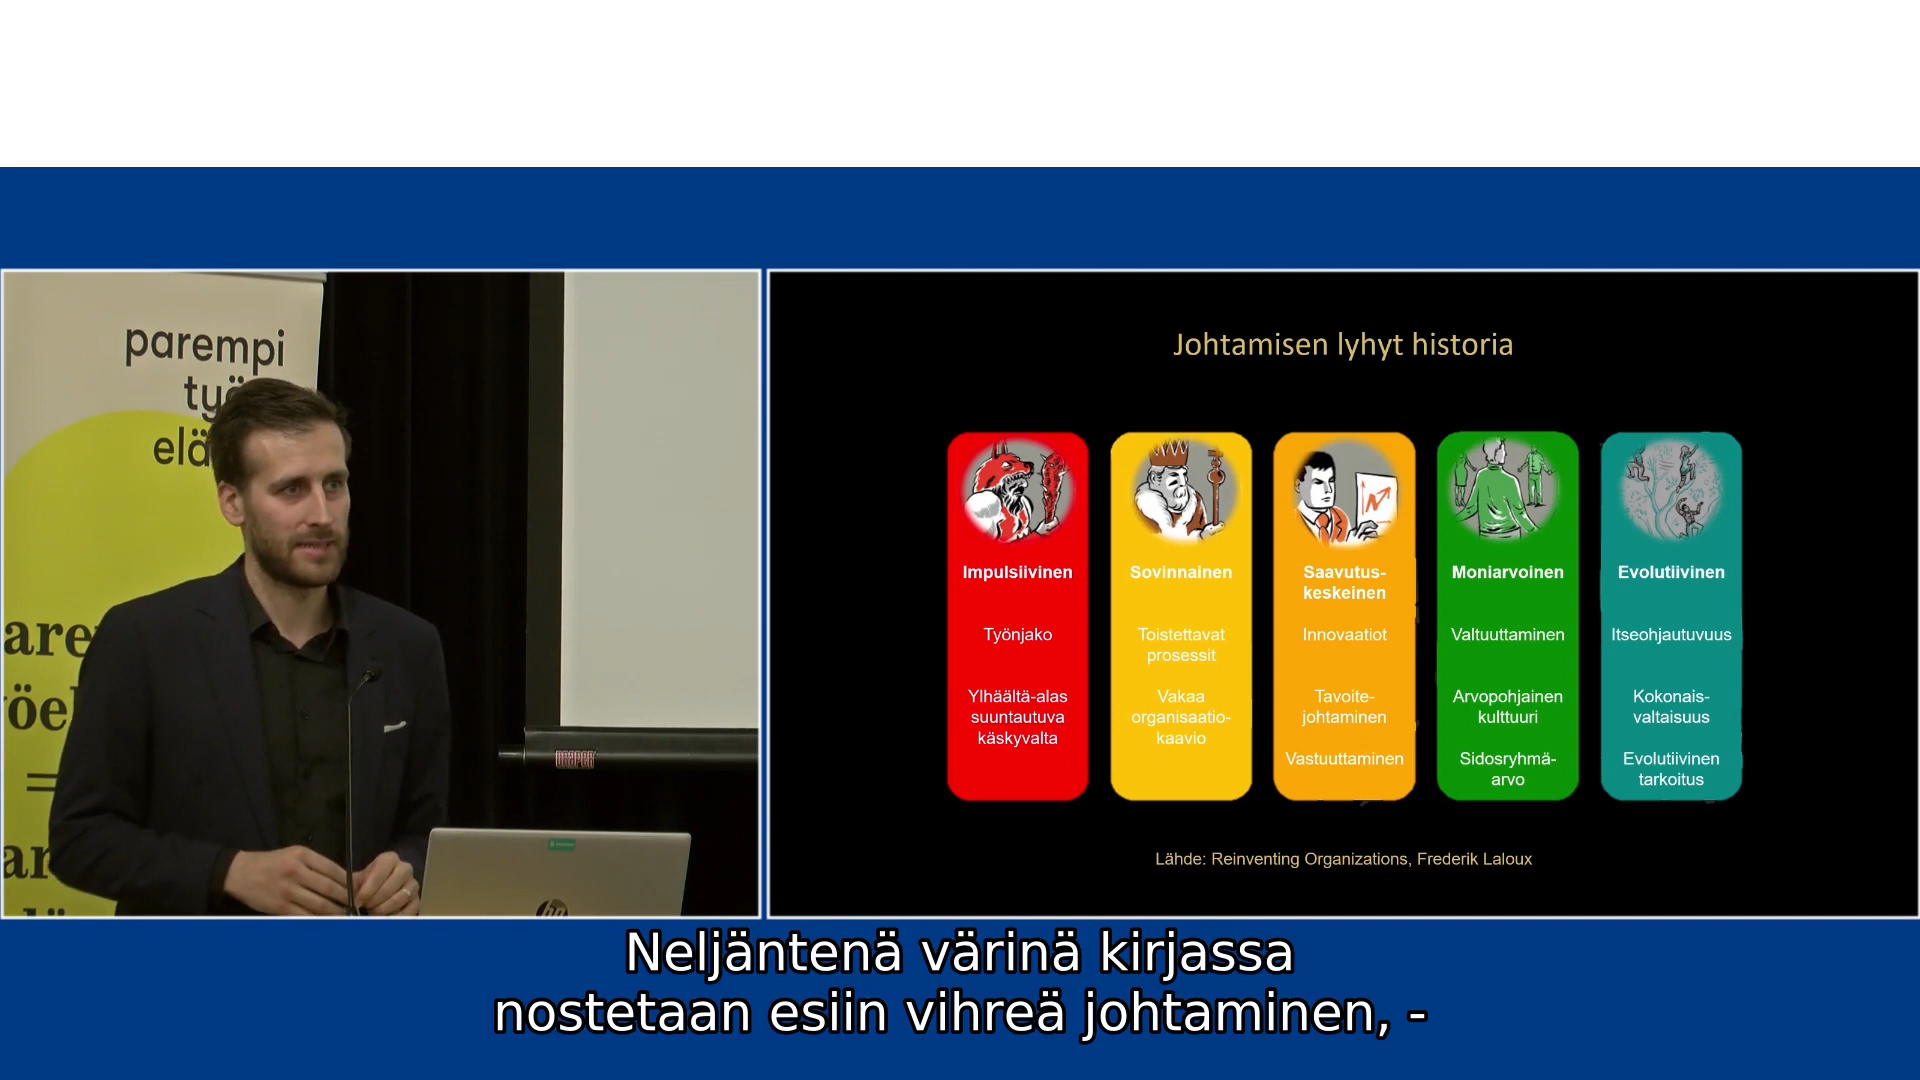 parempi
Johtamisen lyhyt historia
Impulsiivinen
Työnjako
Ylhäältä-alas
suuntautuva
käskyvalta
Sovinnainen
Toistettavat
prosessit
Vakaa
organisaatio-
kaavio
Saavutus-
keskeinen
Innovaatiot
Tavoite-
johtaminen
Vastuuttaminen
Moniarvoinen
Valtuuttaminen
Arvopohjainen
kulttuuri
Sidosryhmä-
arvo
Evolutiivinen
Itseohjautuvuus
Kokonais-
valtaisuus
Evolutiivinen
tarkoitus
Lähde: Reinventing Organizations, Frederik Laloux
DRAPER
hp
Neljäntenä värinä kirjassa
nostetaan esiin vihreä johtaminen, -